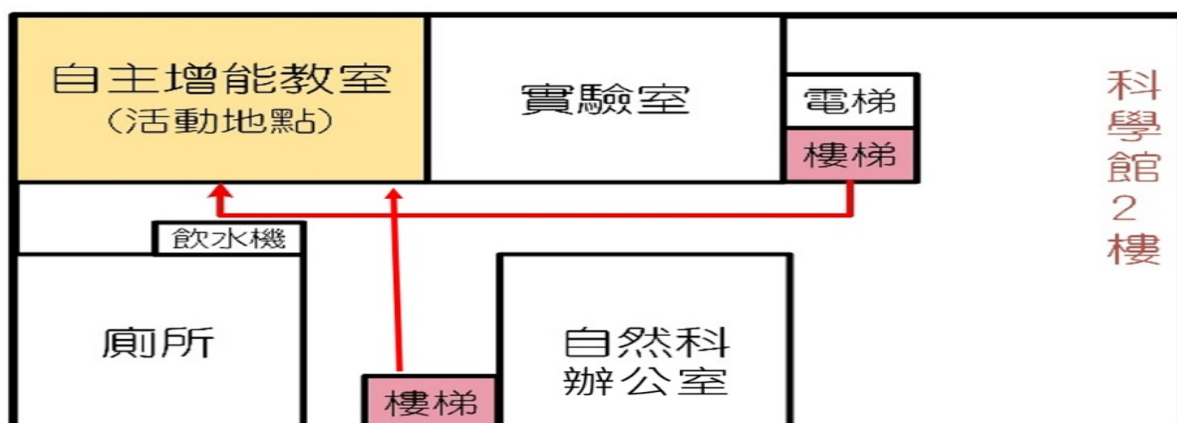 自主增能教室
(活動地點)
實驗室
電梯
樓梯
科學館2樓
飲水機
廁所
樓梯
自然科
辦公室